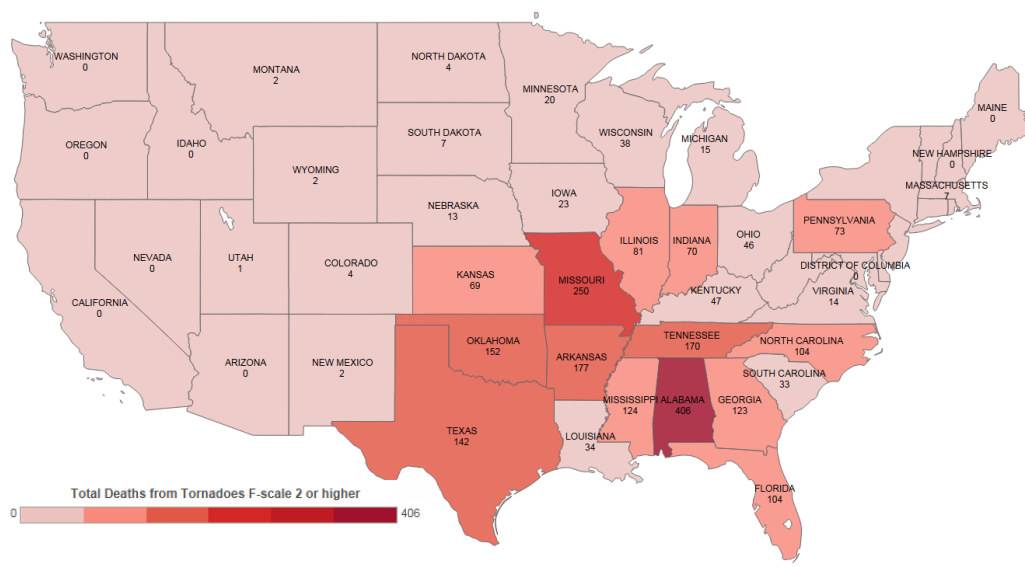 WASHINGTON
0
MONTANA
2
NORTH DAKOTA
4
MINNESOTA
20
WISCONSIN
38
MICHIGAN
15
MAINE
0
OREGON
0
IDAHO
0
WYOMING
2
SOUTH DAKOTA
7
NEW HAMPSHIRE
0
MASSACHUSETTS
7
NEBRASKA
13
IOWA
23
ILLINOIS
81
INDIANA
70
OHIO
46
PENNSYLVANIA
73
NEVADA
0
UTAH
1
COLORADO
4
KANSAS
69
MISSOURI
250
KENTUCKY
47
DISTRICT OF COLUMBIA
0
VIRGINIA
14
CALIFORNIA
0
ARIZONA
0
NEW MEXICO
2
OKLAHOMA
152
ARKANSAS
177
TENNESSEE
170
NORTH CAROLINA
104
SOUTH CAROLINA
33
TEXAS
142
LOUISIANA
34
MISSISSIPPI
124
ALABAMA
406
GEORGIA
123
FLORIDA
104
Total Deaths from Tornadoes F-scale 2 or higher
0 406